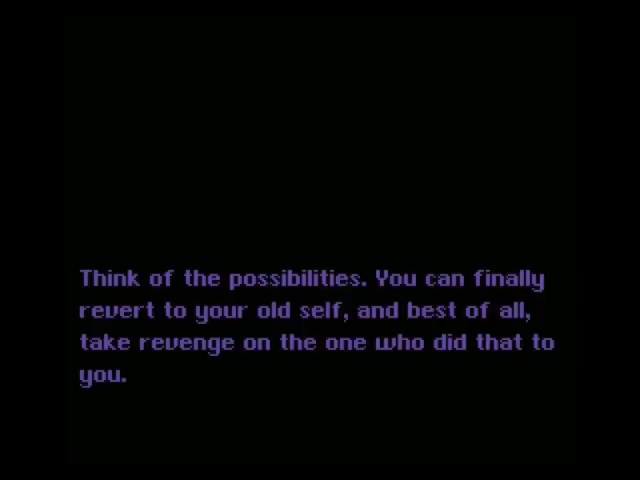 Think of the possibilities. You can finally
revert to your old self, and best of all,
take revenge on the one who did that to
you.